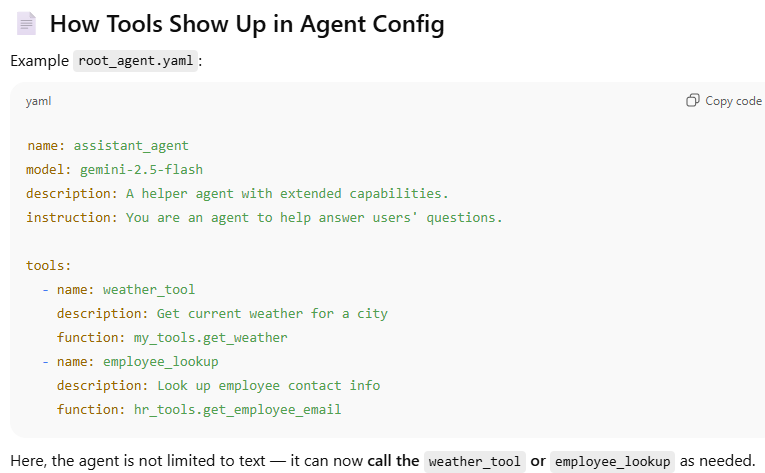 How Tools Show Up in Agent Config
Example root_agent.yaml:
yaml
Copy code
name: assistant_agent
model: gemini-2.5-flash
description: A helper agent with extended capabilities.
instruction: You are an agent to help answer users' questions.
tools:
- name: weather_tool
description: Get current weather for a city
function: my_tools.get_weather
- name: employee_lookup
description: Look up employee contact info
function: hr_tools.get_employee_email
Here, the agent is not limited to text — it can now call the weather_tool or employee_lookup as needed.